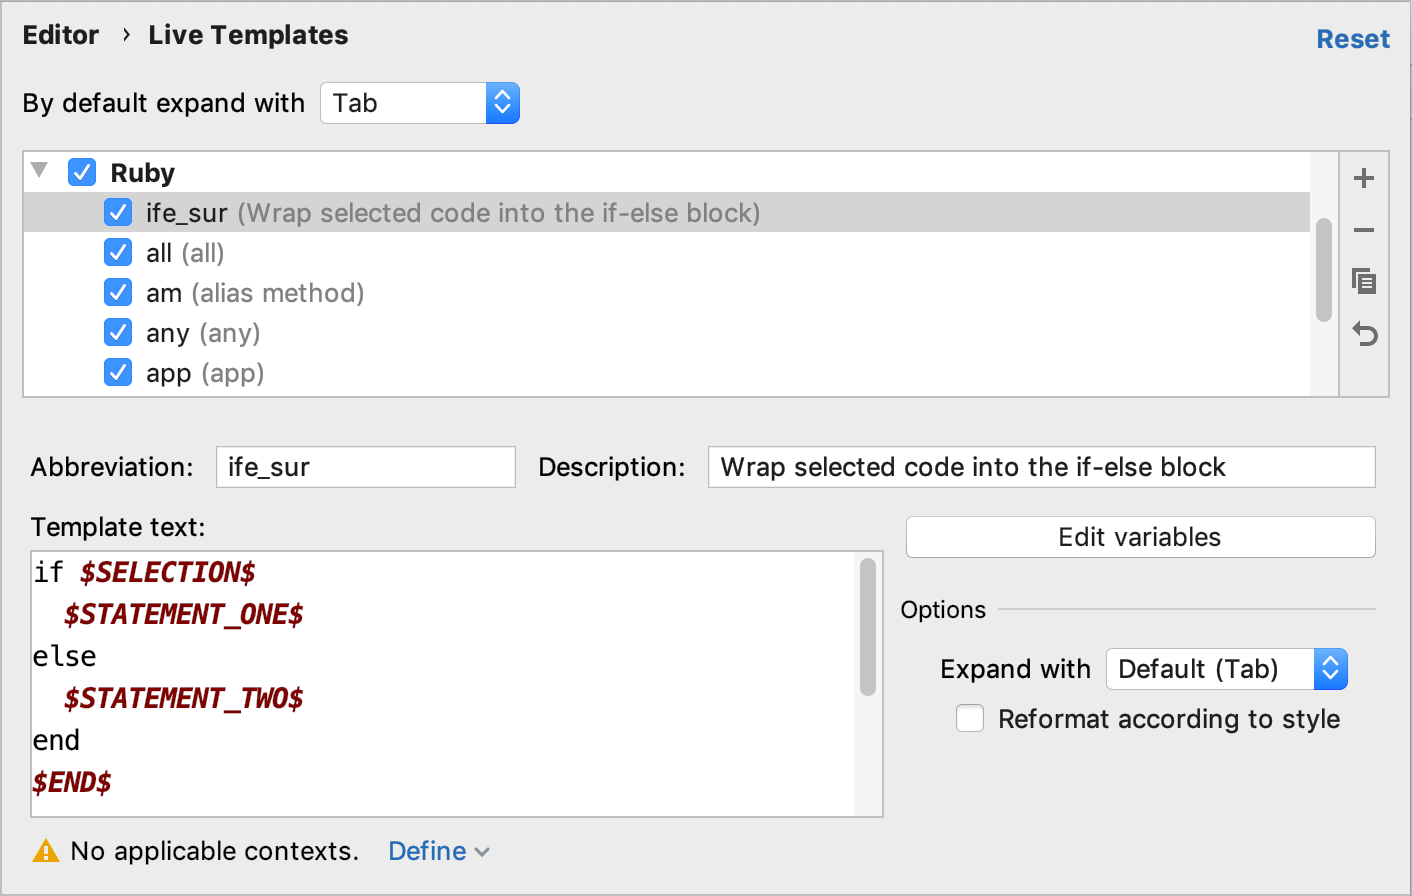 Editor › Live Templates
Reset
By default expand with Tab
Ruby
ife_sur (Wrap selected code into the if-else block)
all (all)
am (alias method)
any (any)
app (app)
Abbreviation: ife_sur Description: Wrap selected code into the if-else block
Template text:
Edit variables
if $SELECTION$
  $STATEMENT_ONE$
else
  $STATEMENT_TWO$
end
$END$
Options
Expand with Default (Tab)
Reformat according to style
No applicable contexts. Define